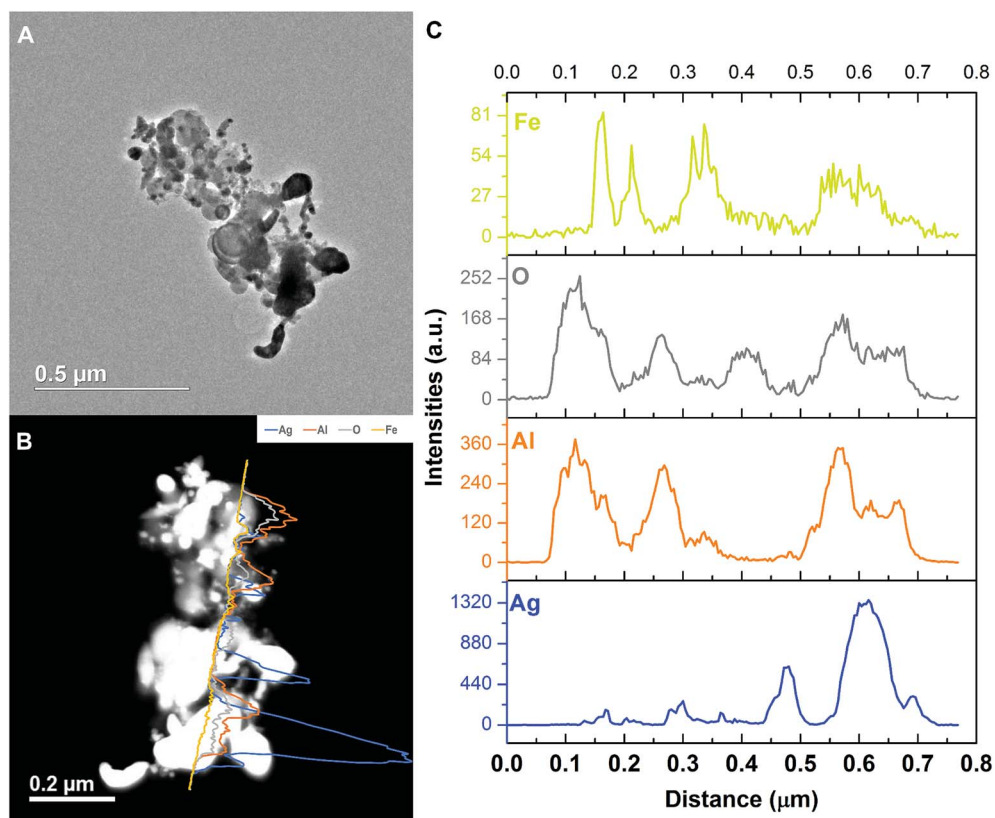 A
0.5 μm
B
Ag Al O Fe
0.2 μm
C
0.0 0.1 0.2 0.3 0.4 0.5 0.6 0.7 0.8
Intensities (a.u.)
Fe
81
54
27
0
O
252
168
84
0
Al
360
240
120
0
Ag
1320
880
440
0
0.0 0.1 0.2 0.3 0.4 0.5 0.6 0.7 0.8
Distance (μm)